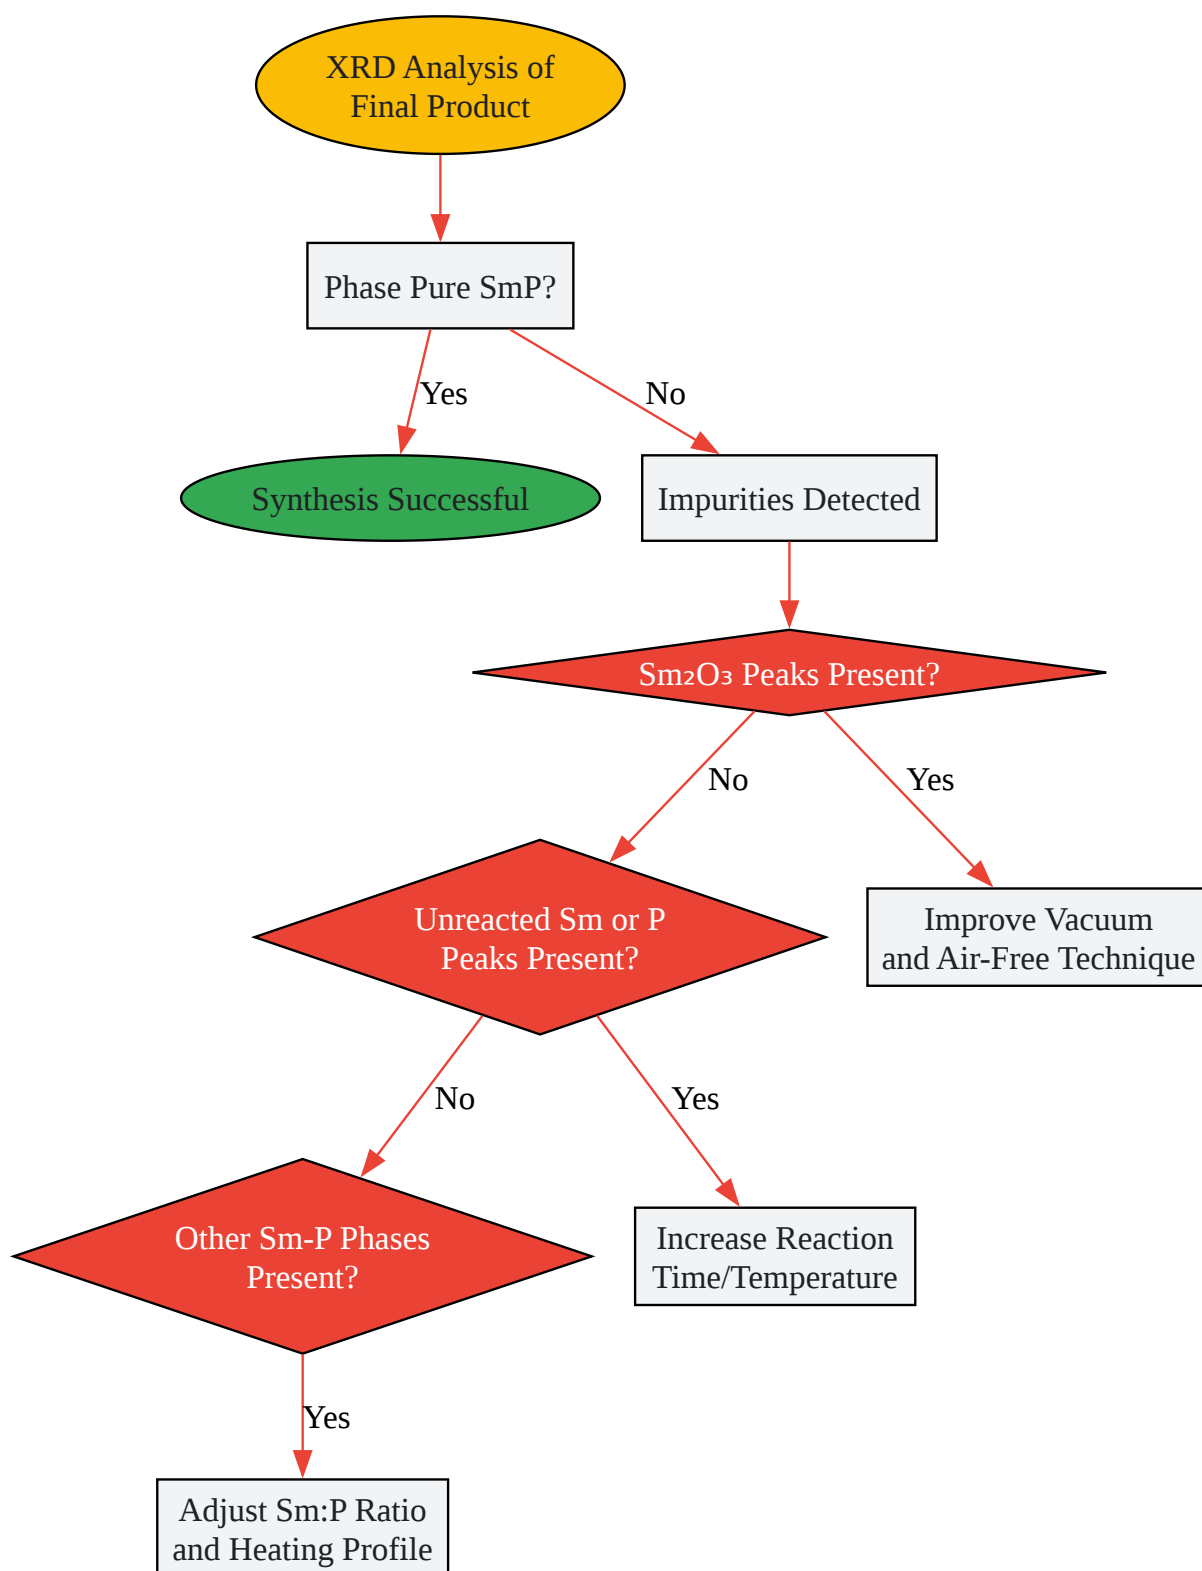 XRD Analysis of
Final Product
Phase Pure SmP?
Yes
No
Synthesis Successful
Impurities Detected
Sm₂O₃ Peaks Present?
No
Yes
Unreacted Sm or P
Peaks Present?
Improve Vacuum
and Air-Free Technique
No
Yes
Other Sm-P Phases
Present?
Increase Reaction
Time/Temperature
Yes
Adjust Sm:P Ratio
and Heating Profile